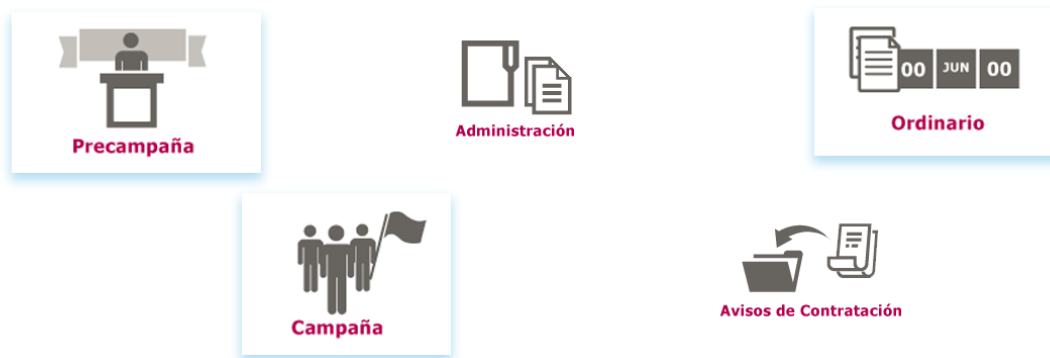 00 JUN 00
Precampaña
Administración
Ordinario
Campaña
Avisos de Contratación